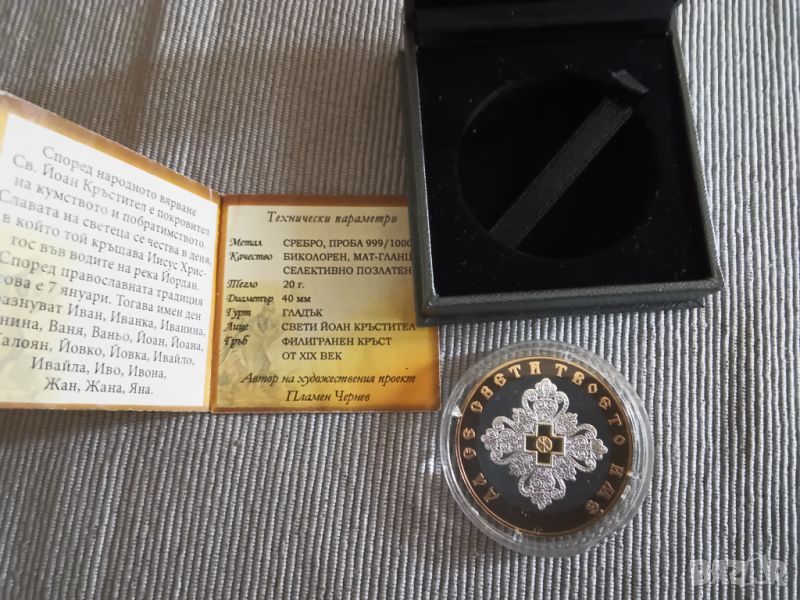 Според народното вярване
Св. Йоан Кръстител е покровител
на кумството и побратимството.
Славата на светеца се чества в деня,
в който той кръщава Иисус Хрис-
тос във водите на река Йордан.
Според православната традиция
това е 7 януари. Тогава имен ден
празнуват Иван, Иванка, Иванина,
Ванина, Ваня, Ваньо, Йоан, Йоана,
Калоян, Йовко, Йовка, Ивайло,
Ивайла, Иво, Ивона,
Жан, Жана, Яна.
Технически параметри
Метал СРЕБРО, ПРОБА 999/1000
Качество БИКОЛОРЕН, МАТ-ГЛАНЦ
СЕЛЕКТИВНО ПОЗЛАТЕН
Тегло 20 г.
Диаметър 40 мм
Гурт ГЛАДЪК
Лице СВЕТИ ЙОАН КРЪСТИТЕЛ
Гръб ФИЛИГРАНЕН КРЪСТ
ОТ XIX ВЕК
Автор на художествения проект
Пламен Чернев
ДА СЕ СВЕТИ ТВОЕТО ИМЕ
BAZAR